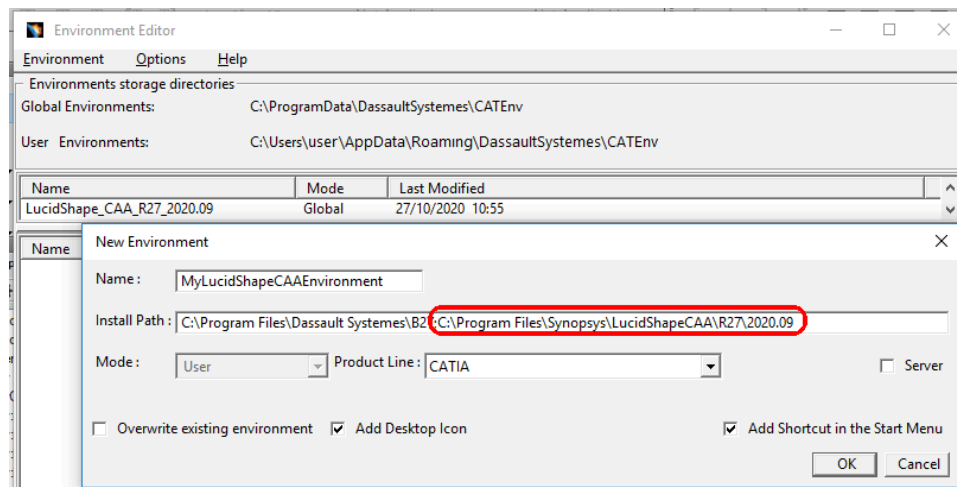 Environment Editor
Environment Options Help
Environments storage directories
Global Environments: C:\ProgramData\DassaultSystemes\CATEnv
User Environments: C:\Users\user\AppData\Roaming\DassaultSystemes\CATEnv
Name Mode Last Modified
LucidShape_CAA_R27_2020.09 Global 27/10/2020 10:55
Name
New Environment
Name : MyLucidShapeCAAEnvironment
Install Path : C:\Program Files\Dassault Systemes\B27;C:\Program Files\Synopsys\LucidShapeCAA\R27\2020.09
Mode : User Product Line : CATIA Server
Overwrite existing environment Add Desktop Icon Add Shortcut in the Start Menu
OK Cancel